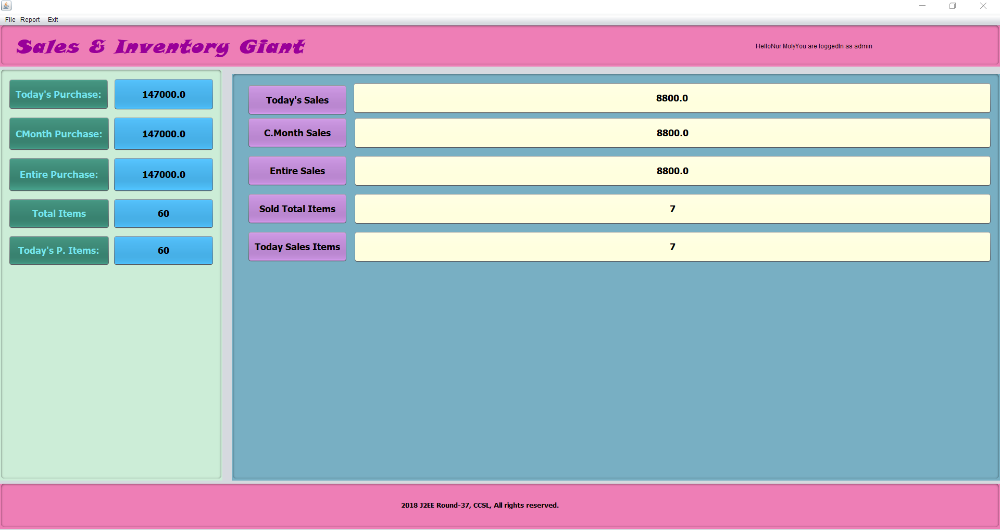 File Report Exit
Sales & Inventory Giant
HelloNur MolyYou are loggedIn as admin
Today's Purchase: 147000.0
CMonth Purchase: 147000.0
Entire Purchase: 147000.0
Total Items 60
Today's P. Items: 60
Today's Sales 8800.0
C.Month Sales 8800.0
Entire Sales 8800.0
Sold Total Items 7
Today Sales Items 7
2018 J2EE Round-37, CCSL, All rights reserved.